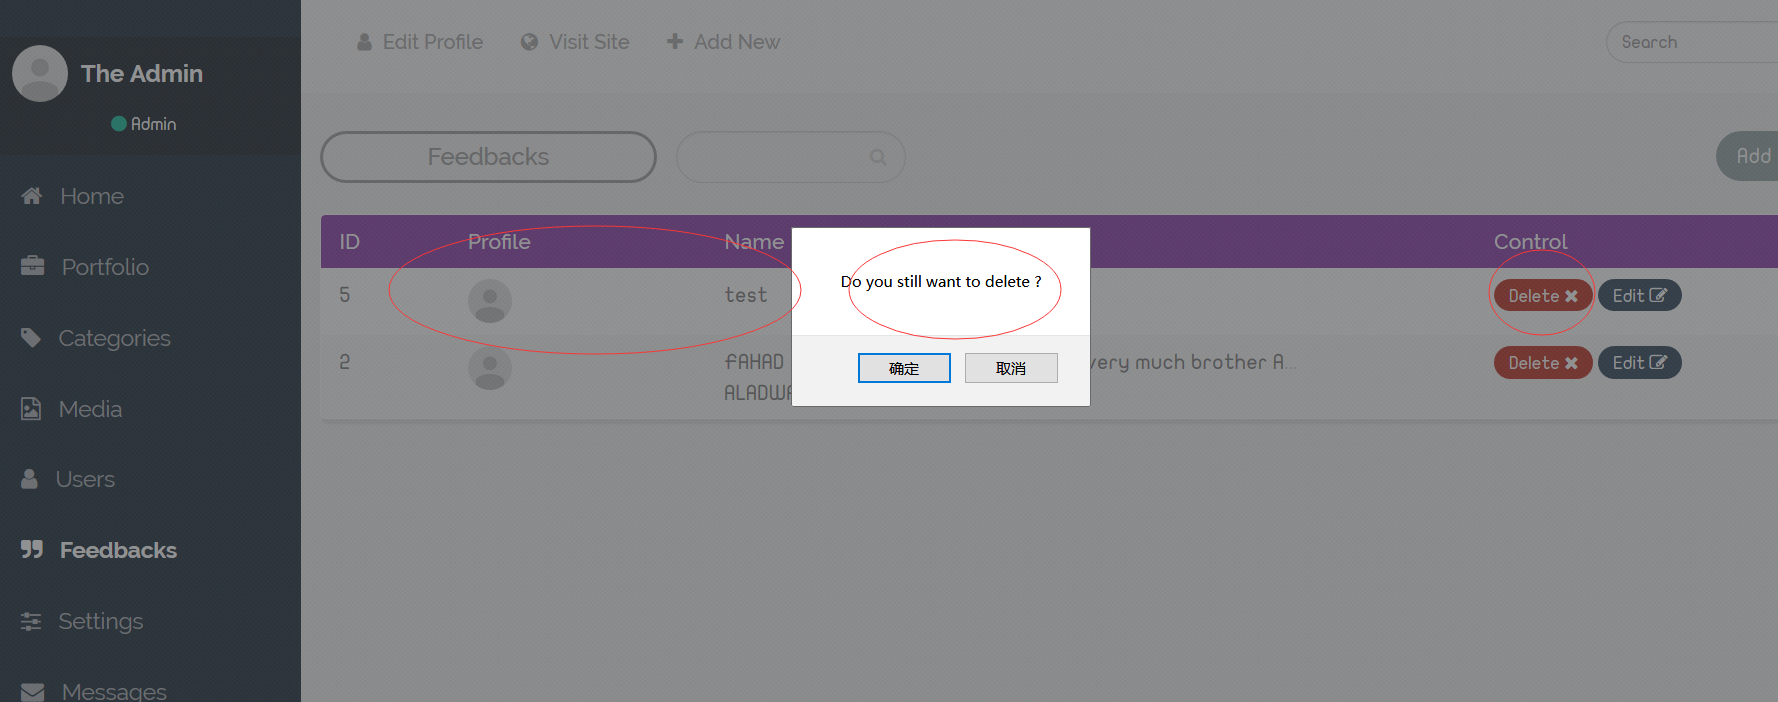 The Admin
Admin
Home
Portfolio
Categories
Media
Users
Feedbacks
Settings
Messages
Edit Profile
Visit Site
Add New
Search
Feedbacks
Add
ID Profile Name Control
5 test Delete Edit
2 FAHAD very much brother A... Delete Edit
Do you still want to delete ?
确定 取消